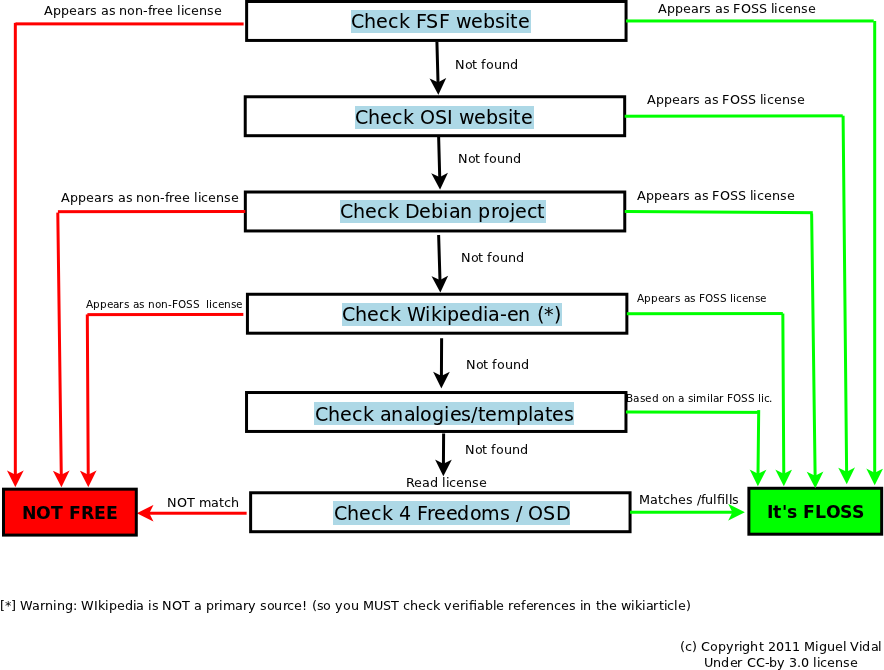 Appears as non-free license
Check FSF website
Appears as FOSS license
Not found
Check OSI website
Appears as FOSS license
Not found
Appears as non-free license
Check Debian project
Appears as FOSS license
Not found
Appears as non-FOSS license
Check Wikipedia-en (*)
Appears as FOSS license
Not found
Check analogies/templates
Based on a similar FOSS lic.
Not found
Read license
NOT FREE
NOT match
Check 4 Freedoms / OSD
Matches /fulfills
It's FLOSS
[*] Warning: WIkipedia is NOT a primary source! (so you MUST check verifiable references in the wikiarticle)
(c) Copyright 2011 Miguel Vidal
Under CC-by 3.0 license